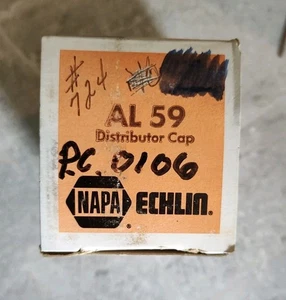 #724
AL 59
Distributor Cap
RC 0106
NAPA ECHLIN®